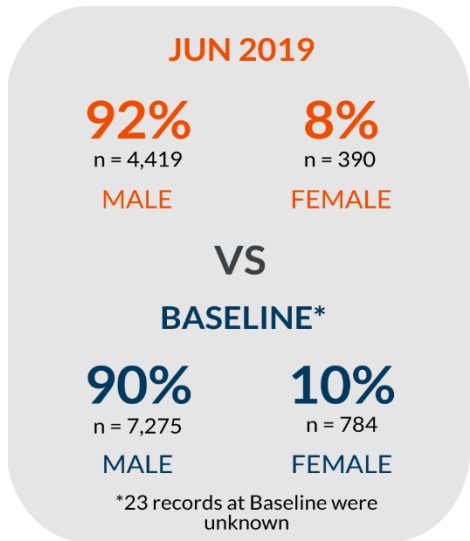 JUN 2019
92% 8%
n = 4,419 n = 390
MALE FEMALE
VS
BASELINE*
90% 10%
n = 7,275 n = 784
MALE FEMALE
*23 records at Baseline were
unknown